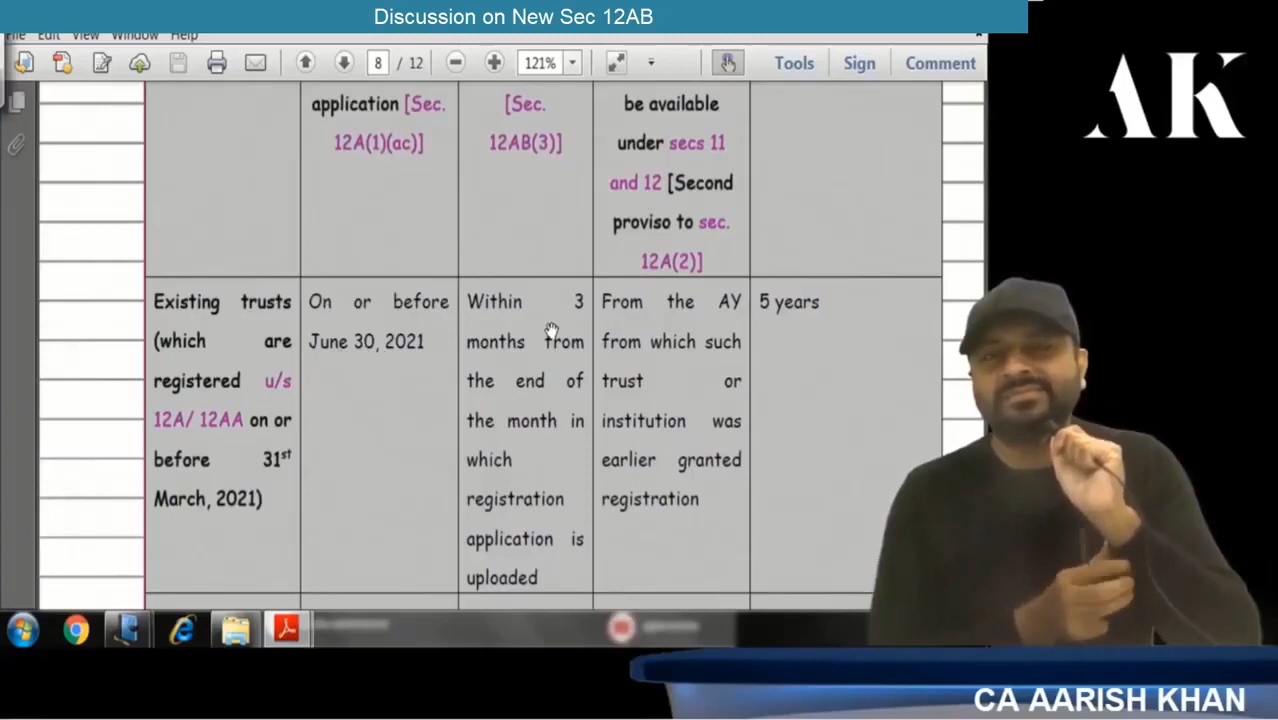 Discussion on New Sec 12AB
File Edit View Window Help
8 / 12
121%
Tools
Sign
Comment
AK
application [Sec.
12A(1)(ac)]
[Sec.
12AB(3)]
be available
under secs 11
and 12 [Second
proviso to sec.
12A(2)]
Existing trusts
(which are
registered u/s
12A/ 12AA on or
before 31st
March, 2021)
On or before
June 30, 2021
Within 3
months from
the end of
the month in
which
registration
application is
uploaded
From the AY
from which such
trust or
institution was
earlier granted
registration
5 years
CA AARISH KHAN